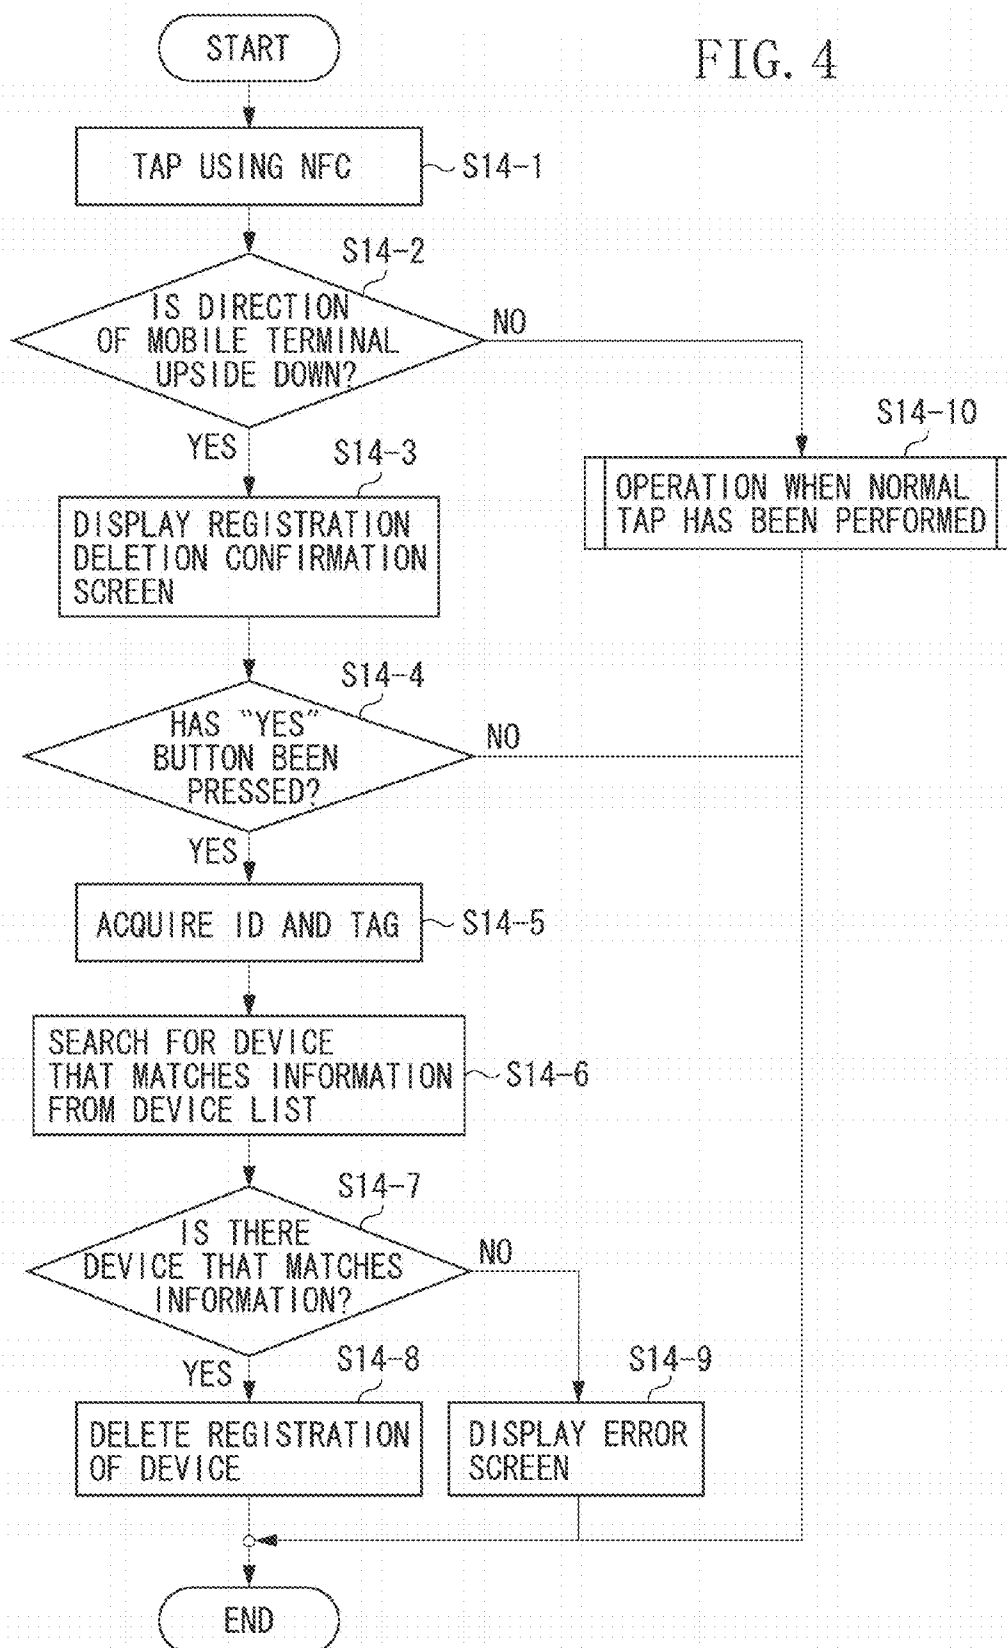 START
FIG. 4
TAP USING NFC
S14-1
S14-2
IS DIRECTION
OF MOBILE TERMINAL
UPSIDE DOWN?
NO
YES
S14-3
S14-10
DISPLAY REGISTRATION
DELETION CONFIRMATION
SCREEN
OPERATION WHEN NORMAL
TAP HAS BEEN PERFORMED
S14-4
HAS "YES"
BUTTON BEEN
PRESSED?
NO
YES
ACQUIRE ID AND TAG
S14-5
SEARCH FOR DEVICE
THAT MATCHES INFORMATION
FROM DEVICE LIST
S14-6
S14-7
IS THERE
DEVICE THAT MATCHES
INFORMATION?
NO
YES
S14-8
S14-9
DELETE REGISTRATION
OF DEVICE
DISPLAY ERROR
SCREEN
END